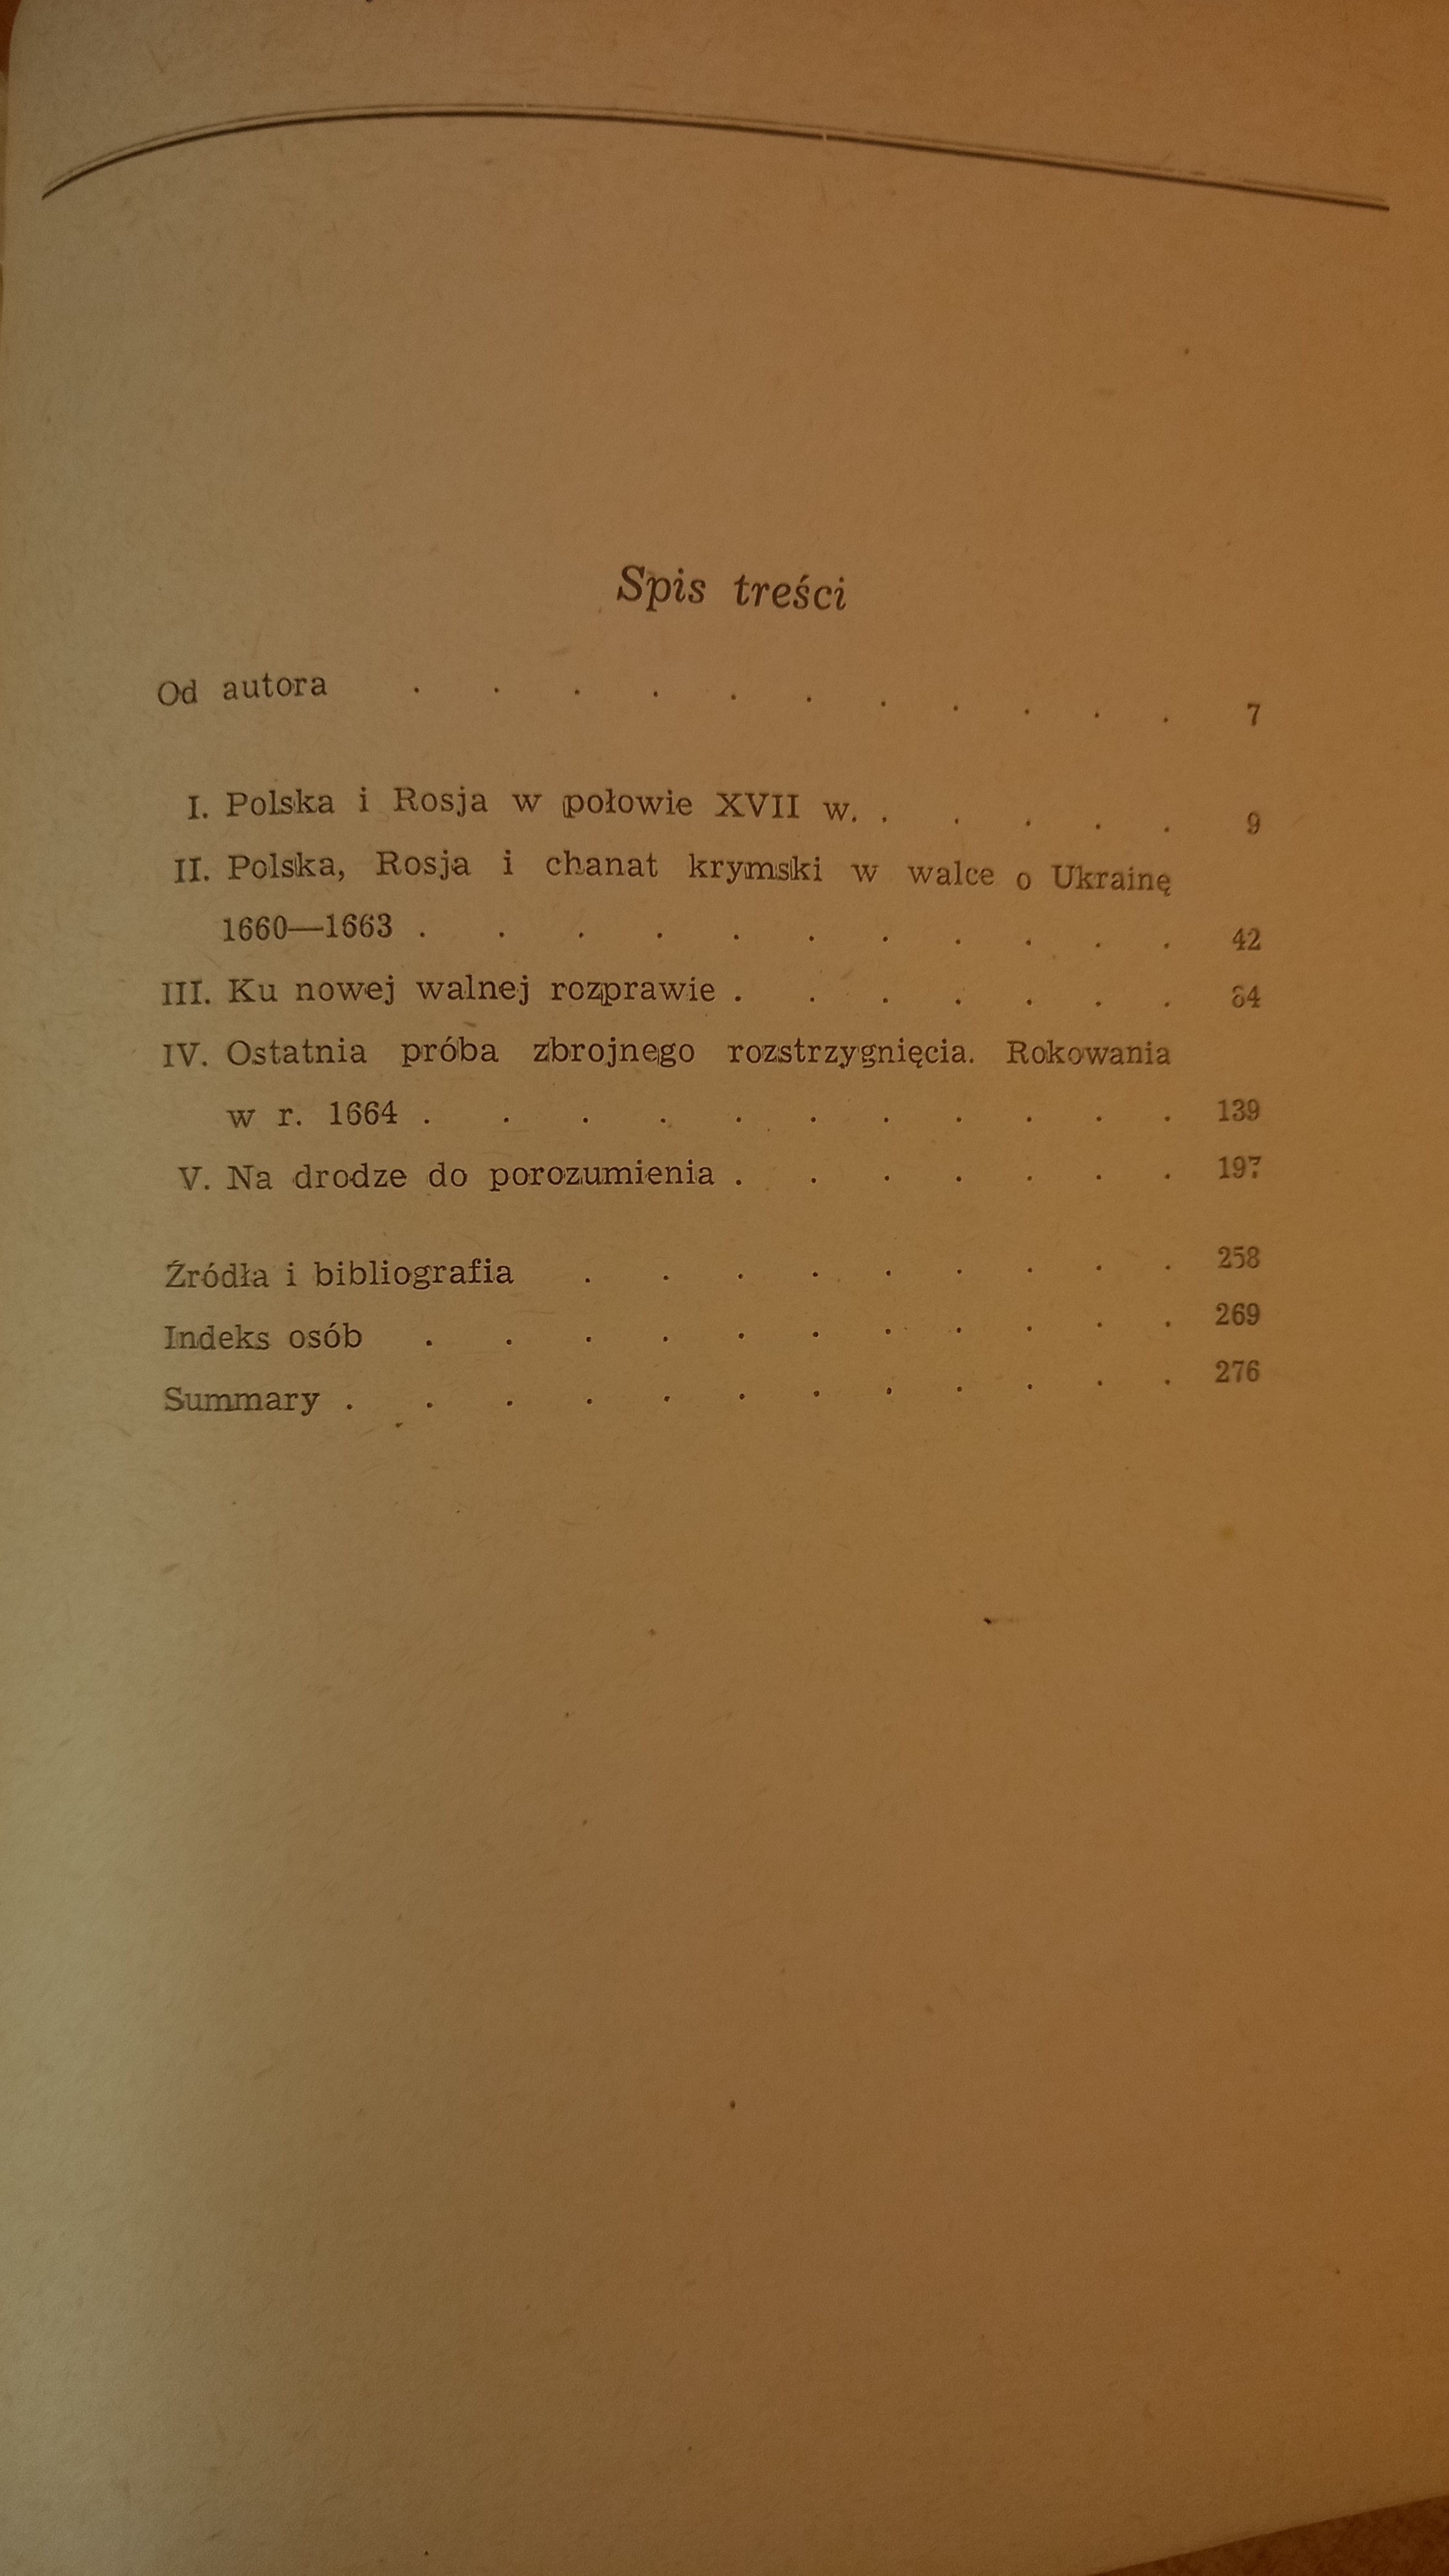 Spis treści
Od autora . . . . . . . . . . . 7
I. Polska i Rosja w połowie XVII w. . . . . . 9
II. Polska, Rosja i chanat krymski w walce o Ukrainę
1660—1663 . . . . . . . . . . . 42
III. Ku nowej walnej rozprawie . . . . . . . 84
IV. Ostatnia próba zbrojnego rozstrzygnięcia. Rokowania
w r. 1664 . . . . . . . . . . . 139
V. Na drodze do porozumienia . . . . . . . 197
Źródła i bibliografia . . . . . . . . . 258
Indeks osób . . . . . . . . . . . 269
Summary . . . . . . . . . . . . 276